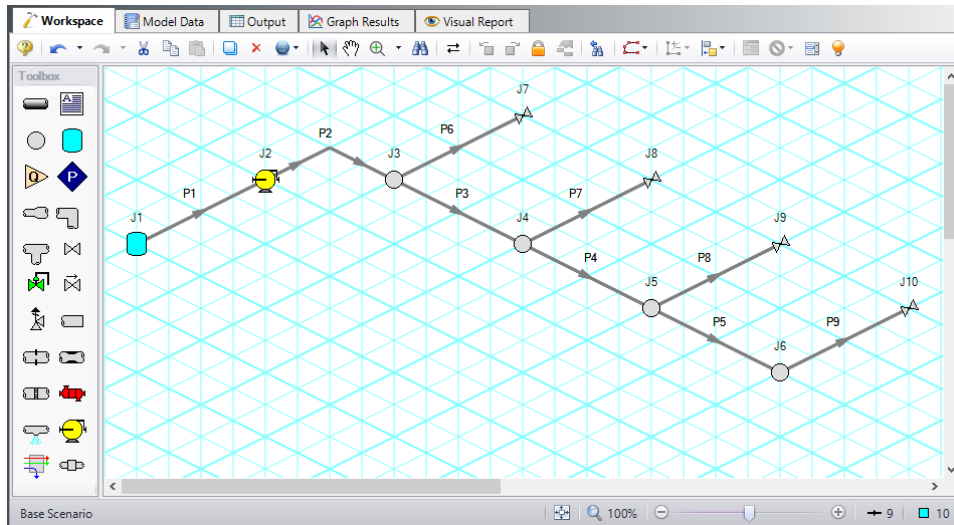 Workspace Model Data Output Graph Results Visual Report
Toolbox
A
Q P
J7
P2 P6
J2 J3 J8
P1 P3 P7
J1 J4 J9
P4 P8
J5 J10
P5 P9
J6
Base Scenario 100% 9 10